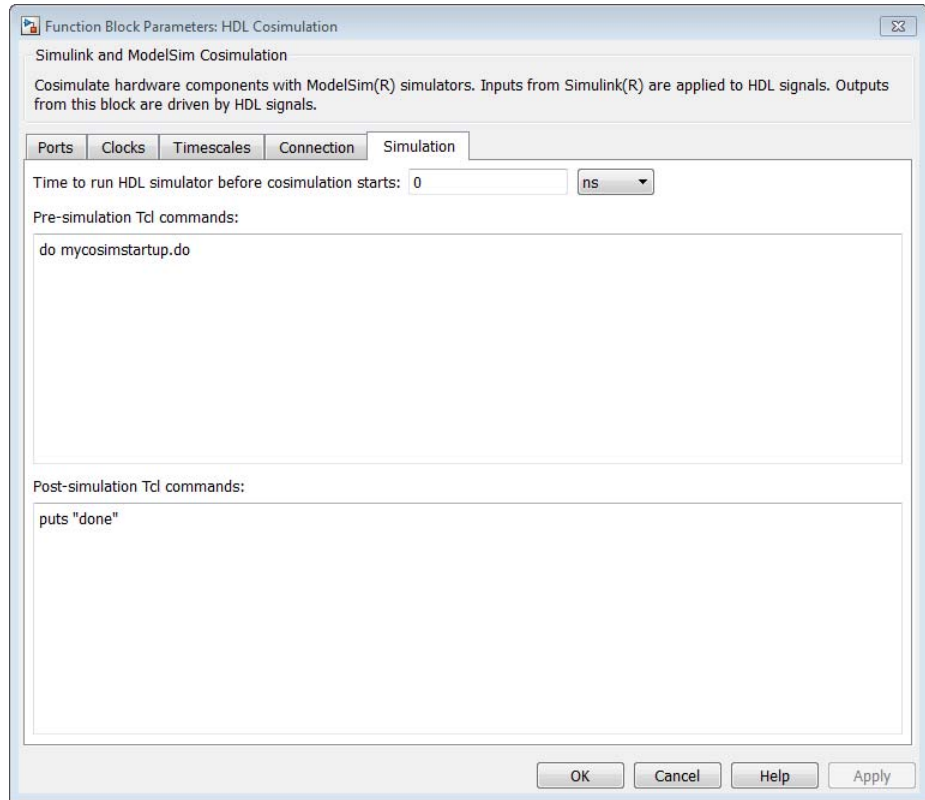 Function Block Parameters: HDL Cosimulation
Simulink and ModelSim Cosimulation
Cosimulate hardware components with ModelSim(R) simulators. Inputs from Simulink(R) are applied to HDL signals. Outputs
from this block are driven by HDL signals.
Ports Clocks Timescales Connection Simulation
Time to run HDL simulator before cosimulation starts: 0 ns
Pre-simulation Tcl commands:
do mycosimstartup.do
Post-simulation Tcl commands:
puts "done"
OK Cancel Help Apply